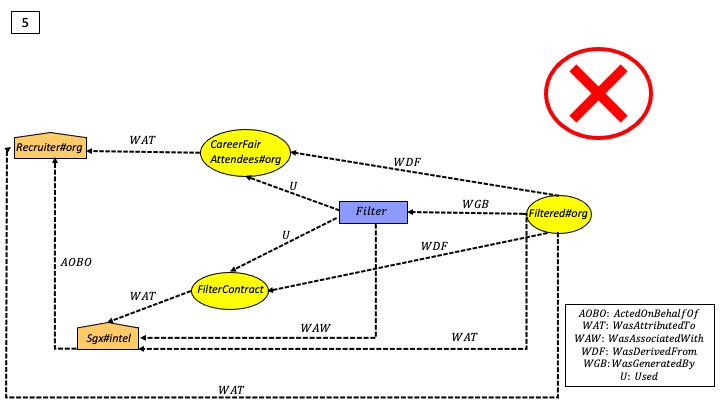 5
Recruiter#org
WAT
CareerFair
Attendees#org
WDF
U
Filter
WGB
Filtered#org
U
WDF
AOBO
WAT
FilterContract
Sgx#intel
WAW
WAT
WAT
AOBO: ActedOnBehalfOf
WAT: WasAttributedTo
WAW: WasAssociatedWith
WDF: WasDerivedFrom
WGB:WasGeneratedBy
U: Used